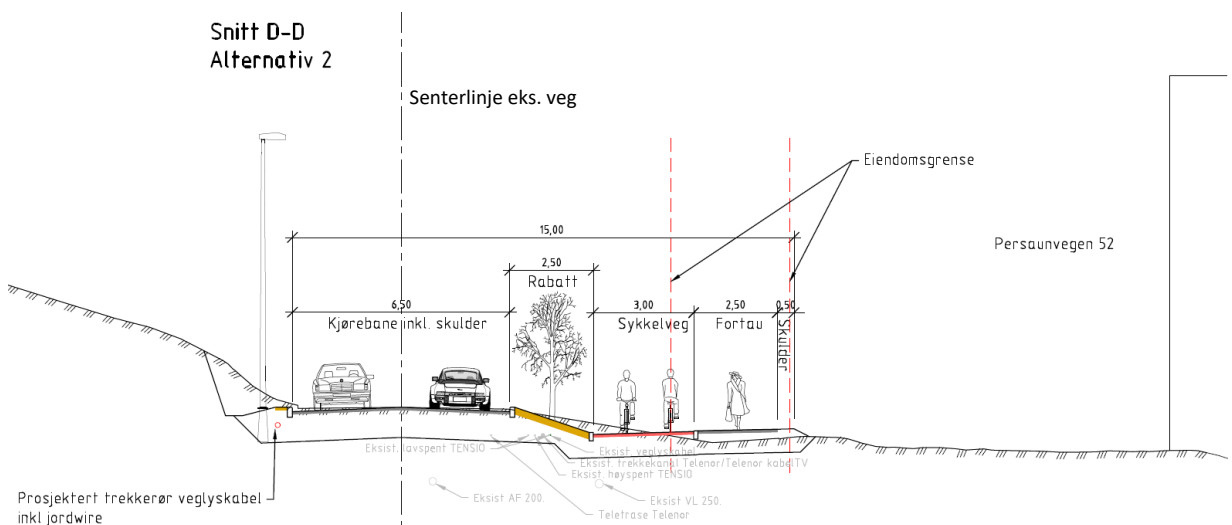 Snitt D-D
Alternativ 2
Senterlinje eks. veg
Eiendomsgrense
15,00
Persaunvegen 52
2,50
Rabatt
6,50
3,00
2,50
0,50
Kjørebane inkl. skulder
Sykkelveg
Fortau
Skulder
Eksist. lavspent TENSIO
Eksist. veglyskabel
Eksist. trekkekanal Telenor/Telenor kabelTV
Eksist. høyspent TENSIO
Eksist AF 200.
Eksist VL 250.
Teletrase Telenor
Prosjektert trekkerør veglyskabel
inkl jordwire